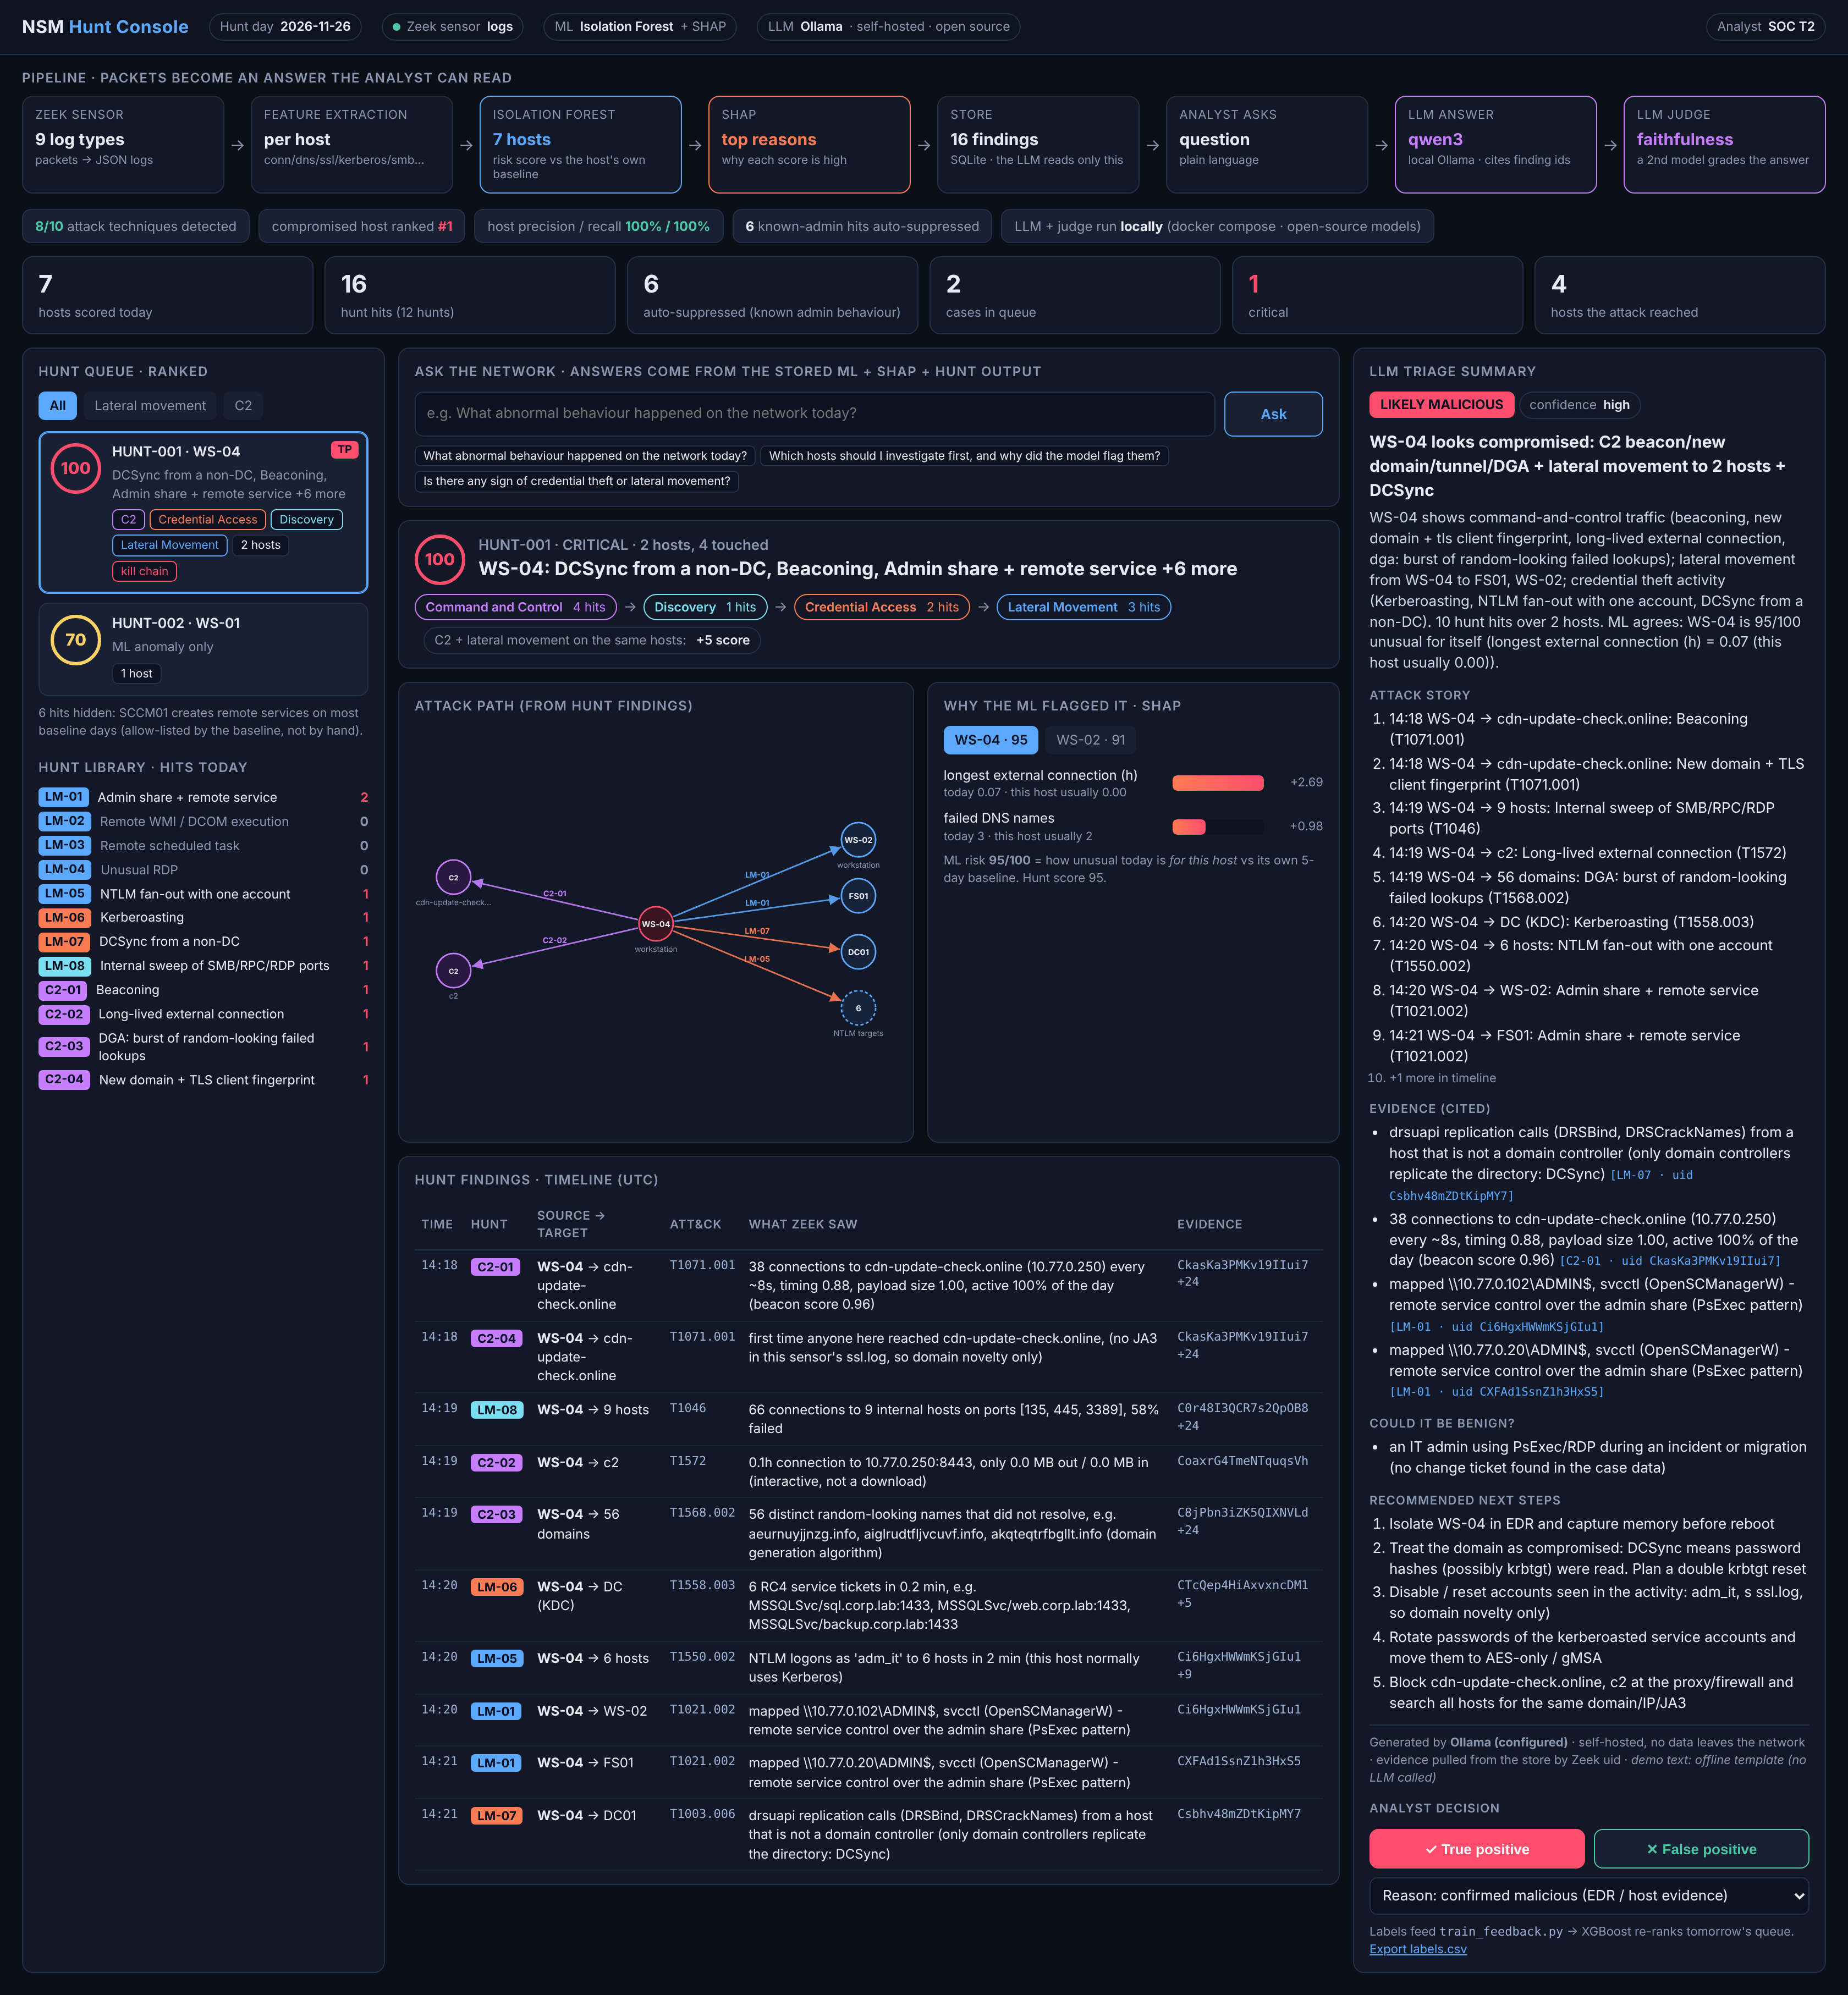 NSM Hunt Console
Hunt day 2026-11-26
Zeek sensor logs
ML Isolation Forest + SHAP
LLM Ollama · self-hosted · open source
Analyst SOC T2
PIPELINE · PACKETS BECOME AN ANSWER THE ANALYST CAN READ
ZEEK SENSOR
9 log types
packets → JSON logs
→
FEATURE EXTRACTION
per host
conn/dns/ssl/kerberos/smb...
→
ISOLATION FOREST
7 hosts
risk score vs the host's own
baseline
→
SHAP
top reasons
why each score is high
→
STORE
16 findings
SQLite · the LLM reads only this
→
ANALYST ASKS
question
plain language
→
LLM ANSWER
qwen3
local Ollama · cites finding ids
→
LLM JUDGE
faithfulness
a 2nd model grades the answer
8/10 attack techniques detected
compromised host ranked #1
host precision / recall 100% / 100%
6 known-admin hits auto-suppressed
LLM + judge run locally (docker compose · open-source models)
7
hosts scored today
16
hunt hits (12 hunts)
6
auto-suppressed (known admin behaviour)
2
cases in queue
1
critical
4
hosts the attack reached
HUNT QUEUE · RANKED
All Lateral movement C2
100
HUNT-001 · WS-04
TP
DCSync from a non-DC, Beaconing,
Admin share + remote service +6 more
C2 Credential Access Discovery
Lateral Movement 2 hosts
kill chain
70
HUNT-002 · WS-01
ML anomaly only
1 host
6 hits hidden: SCCM01 creates remote services on most
baseline days (allow-listed by the baseline, not by hand).
HUNT LIBRARY · HITS TODAY
LM-01 Admin share + remote service 2
LM-02 Remote WMI / DCOM execution 0
LM-03 Remote scheduled task 0
LM-04 Unusual RDP 0
LM-05 NTLM fan-out with one account 1
LM-06 Kerberoasting 1
LM-07 DCSync from a non-DC 1
LM-08 Internal sweep of SMB/RPC/RDP ports 1
C2-01 Beaconing 1
C2-02 Long-lived external connection 1
C2-03 DGA: burst of random-looking failed
lookups 1
C2-04 New domain + TLS client fingerprint 1
ASK THE NETWORK · ANSWERS COME FROM THE STORED ML + SHAP + HUNT OUTPUT
e.g. What abnormal behaviour happened on the network today?
Ask
What abnormal behaviour happened on the network today?
Which hosts should I investigate first, and why did the model flag them?
Is there any sign of credential theft or lateral movement?
100
HUNT-001 · CRITICAL · 2 hosts, 4 touched
WS-04: DCSync from a non-DC, Beaconing, Admin share + remote service +6 more
Command and Control 4 hits → Discovery 1 hits → Credential Access 2 hits → Lateral Movement 3 hits
C2 + lateral movement on the same hosts: +5 score
ATTACK PATH (FROM HUNT FINDINGS)
WS-02
workstation
C2
cdn-update-check...
LM-01
C2-01
FS01
LM-01
WS-04
workstation
LM-07
C2-02
DC01
LM-05
C2
c2
6
NTLM targets
WHY THE ML FLAGGED IT · SHAP
WS-04 · 95 WS-02 · 91
longest external connection (h)
today 0.07 · this host usually 0.00
+2.69
failed DNS names
today 3 · this host usually 2
+0.98
ML risk 95/100 = how unusual today is for this host vs its own 5-
day baseline. Hunt score 95.
HUNT FINDINGS · TIMELINE (UTC)
TIME HUNT SOURCE →
TARGET ATT&CK WHAT ZEEK SAW EVIDENCE
14:18 C2-01 WS-04 → cdn-
update-
check.online
T1071.001
38 connections to cdn-update-check.online (10.77.0.250) every
~8s, timing 0.88, payload size 1.00, active 100% of the day
(beacon score 0.96)
CkasKa3PMKv19IIui7
+24
14:18 C2-04 WS-04 → cdn-
update-
check.online
T1071.001
first time anyone here reached cdn-update-check.online, (no JA3
in this sensor's ssl.log, so domain novelty only)
CkasKa3PMKv19IIui7
+24
14:19 LM-08 WS-04 → 9 hosts
T1046
66 connections to 9 internal hosts on ports [135, 445, 3389], 58%
failed
C0r48I3QCR7s2QpOB8
+24
14:19 C2-02 WS-04 → c2
T1572
0.1h connection to 10.77.0.250:8443, only 0.0 MB out / 0.0 MB in
(interactive, not a download)
CoaxrG4TmeNTquqsVh
14:19 C2-03 WS-04 → 56
domains
T1568.002
56 distinct random-looking names that did not resolve, e.g.
aeurnuyjjnzg.info, aiglrudtfljvcuvf.info, akqteqtrfbgllt.info (domain
generation algorithm)
C8jPbn3iZK5QIXNVLd
+24
14:20 LM-06 WS-04 → DC
(KDC)
T1558.003
6 RC4 service tickets in 0.2 min, e.g.
MSSQLSvc/sql.corp.lab:1433, MSSQLSvc/web.corp.lab:1433,
MSSQLSvc/backup.corp.lab:1433
CTcQep4HiAxvxncDM1
+5
14:20 LM-05 WS-04 → 6 hosts
T1550.002
NTLM logons as 'adm_it' to 6 hosts in 2 min (this host normally
uses Kerberos)
Ci6HgxHWWmKSjGIu1
+9
14:20 LM-01 WS-04 → WS-02
T1021.002
mapped \\10.77.0.102\ADMIN$, svcctl (OpenSCManagerW) -
remote service control over the admin share (PsExec pattern)
Ci6HgxHWWmKSjGIu1
14:21 LM-01 WS-04 → FS01
T1021.002
mapped \\10.77.0.20\ADMIN$, svcctl (OpenSCManagerW) -
remote service control over the admin share (PsExec pattern)
CXFAd1SsnZ1h3HxS5
14:21 LM-07 WS-04 → DC01
T1003.006
drsuapi replication calls (DRSBind, DRSCrackNames) from a host
that is not a domain controller (only domain controllers replicate
the directory: DCSync)
Csbhv48mZDtKipMY7
LLM TRIAGE SUMMARY
LIKELY MALICIOUS confidence high
WS-04 looks compromised: C2 beacon/new
domain/tunnel/DGA + lateral movement to 2 hosts +
DCSync
WS-04 shows command-and-control traffic (beaconing, new
domain + tls client fingerprint, long-lived external connection,
dga: burst of random-looking failed lookups); lateral movement
from WS-04 to FS01, WS-02; credential theft activity
(Kerberoasting, NTLM fan-out with one account, DCSync from a
non-DC). 10 hunt hits over 2 hosts. ML agrees: WS-04 is 95/100
unusual for itself (longest external connection (h) = 0.07 (this
host usually 0.00)).
ATTACK STORY
1. 14:18 WS-04 → cdn-update-check.online: Beaconing
(T1071.001)
2. 14:18 WS-04 → cdn-update-check.online: New domain + TLS
client fingerprint (T1071.001)
3. 14:19 WS-04 → 9 hosts: Internal sweep of SMB/RPC/RDP
ports (T1046)
4. 14:19 WS-04 → c2: Long-lived external connection (T1572)
5. 14:19 WS-04 → 56 domains: DGA: burst of random-looking
failed lookups (T1568.002)
6. 14:20 WS-04 → DC (KDC): Kerberoasting (T1558.003)
7. 14:20 WS-04 → 6 hosts: NTLM fan-out with one account
(T1550.002)
8. 14:20 WS-04 → WS-02: Admin share + remote service
(T1021.002)
9. 14:21 WS-04 → FS01: Admin share + remote service
(T1021.002)
10. +1 more in timeline
EVIDENCE (CITED)
• drsuapi replication calls (DRSBind, DRSCrackNames) from a
host that is not a domain controller (only domain controllers
replicate the directory: DCSync) [LM-07 · uid
Csbhv48mZDtKipMY7]
• 38 connections to cdn-update-check.online (10.77.0.250)
every ~8s, timing 0.88, payload size 1.00, active 100% of the
day (beacon score 0.96) [C2-01 · uid CkasKa3PMKv19IIui7]
• mapped \\10.77.0.102\ADMIN$, svcctl (OpenSCManagerW) -
remote service control over the admin share (PsExec pattern)
[LM-01 · uid Ci6HgxHWWmKSjGIu1]
• mapped \\10.77.0.20\ADMIN$, svcctl (OpenSCManagerW) -
remote service control over the admin share (PsExec pattern)
[LM-01 · uid CXFAd1SsnZ1h3HxS5]
COULD IT BE BENIGN?
• an IT admin using PsExec/RDP during an incident or migration
(no change ticket found in the case data)
RECOMMENDED NEXT STEPS
1. Isolate WS-04 in EDR and capture memory before reboot
2. Treat the domain as compromised: DCSync means password
hashes (possibly krbtgt) were read. Plan a double krbtgt reset
3. Disable / reset accounts seen in the activity: adm_it, s ssl.log,
so domain novelty only)
4. Rotate passwords of the kerberoasted service accounts and
move them to AES-only / gMSA
5. Block cdn-update-check.online, c2 at the proxy/firewall and
search all hosts for the same domain/IP/JA3
Generated by Ollama (configured) · self-hosted, no data leaves the network
· evidence pulled from the store by Zeek uid · demo text: offline template (no
LLM called)
ANALYST DECISION
✓ True positive ✕ False positive
Reason: confirmed malicious (EDR / host evidence)
Labels feed train_feedback.py → XGBoost re-ranks tomorrow's queue.
Export labels.csv